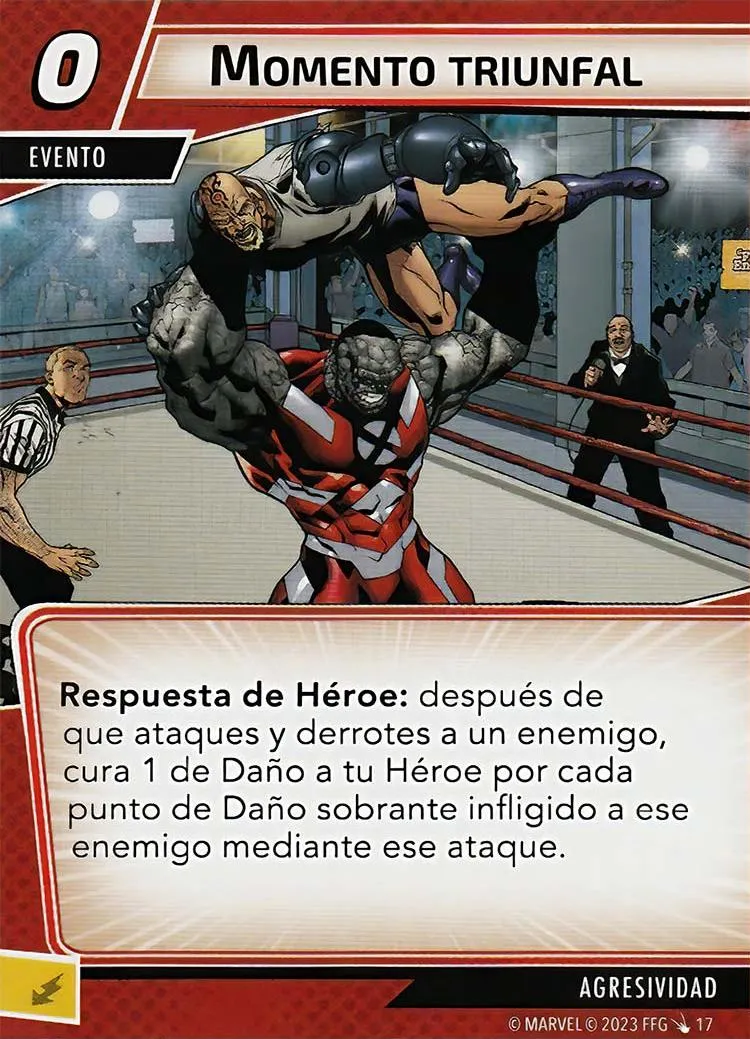 0
MOMENTO TRIUNFAL
EVENTO
Respuesta de Héroe: después de
que ataques y derrotes a un enemigo,
cura 1 de Daño a tu Héroe por cada
punto de Daño sobrante infligido a ese
enemigo mediante ese ataque.
AGRESIVIDAD
© MARVEL © 2023 FFG 17